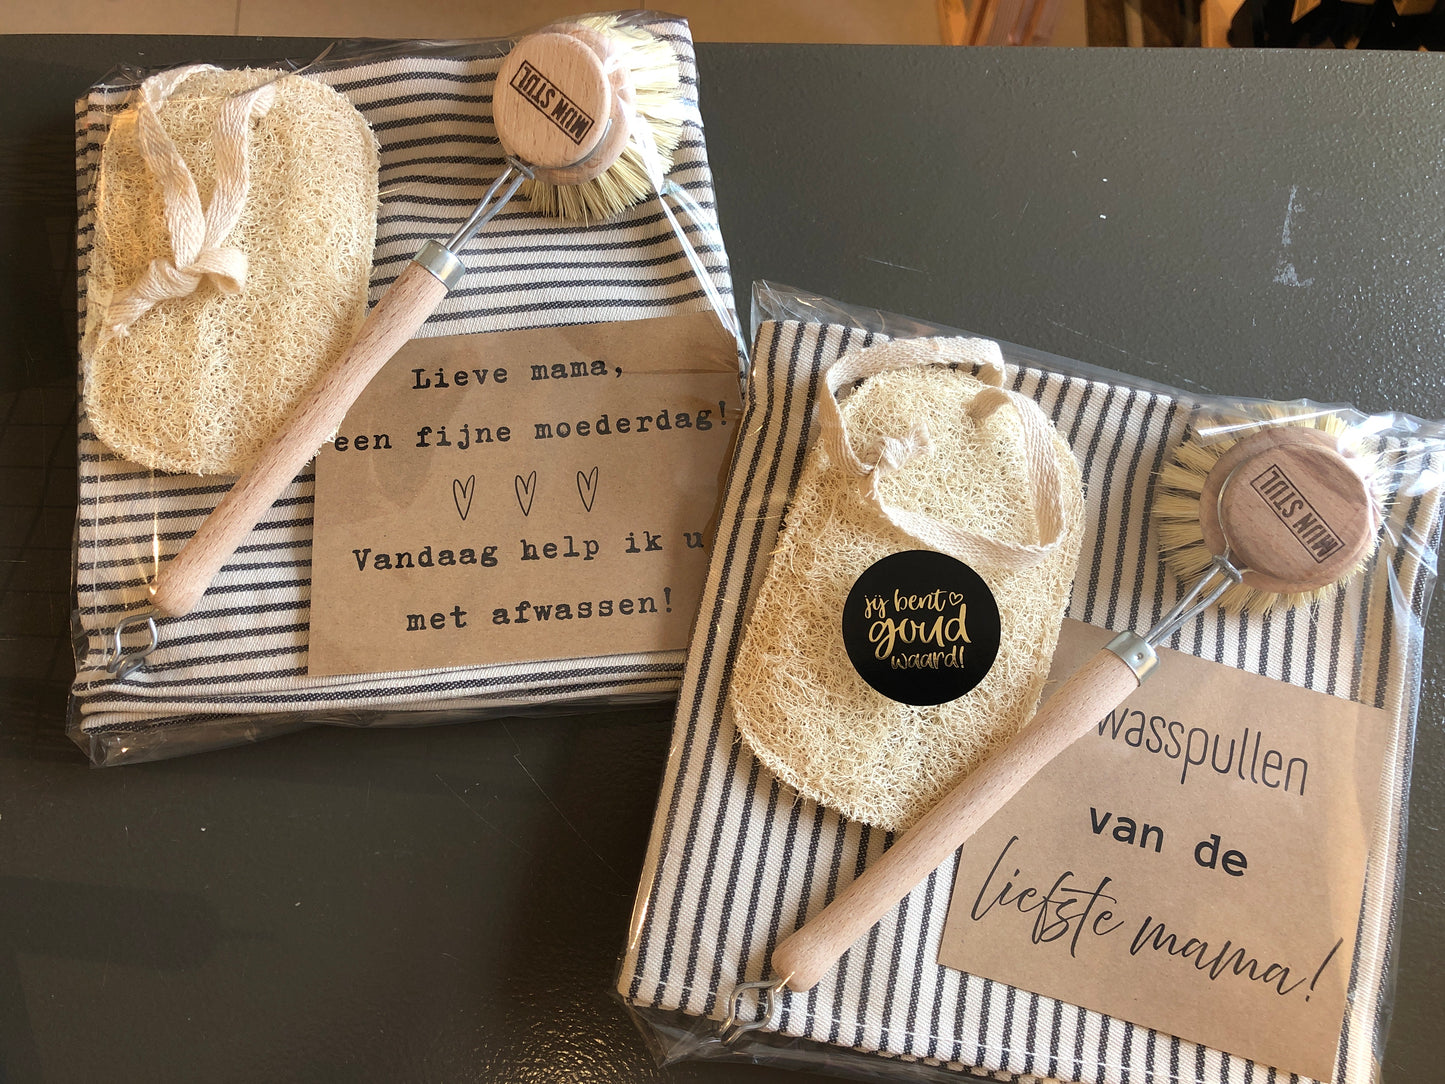 MIJN STIJL
Lieve mama,
een fijne moederdag!
Vandaag help ik u
met afwassen!
jij bent
goud
waard!
MIJN STIJL
wasspullen
van de
liefste mama!